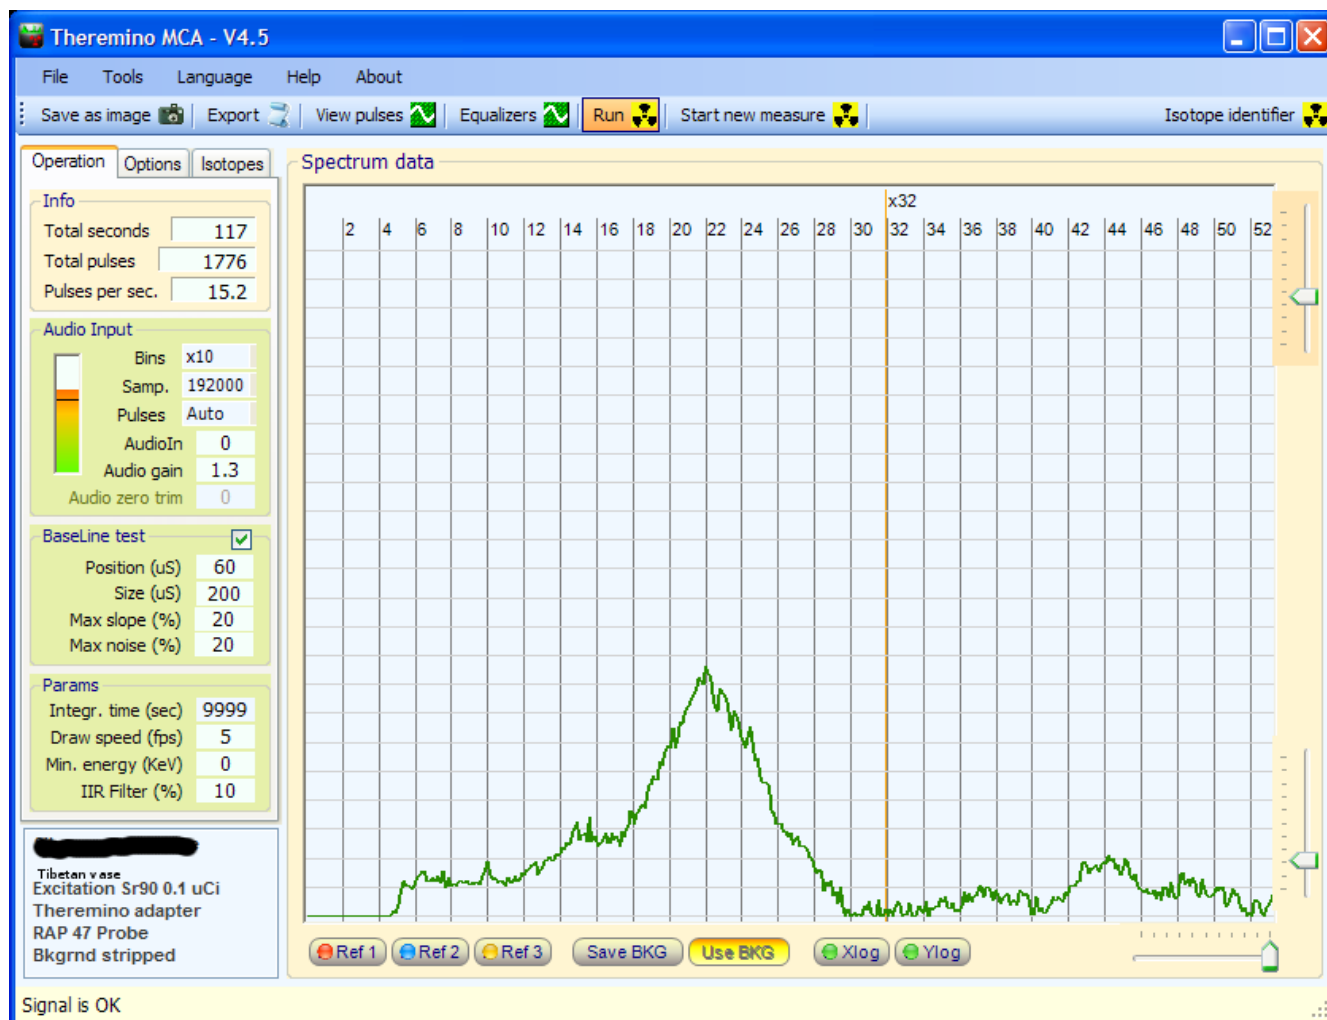 Theremino MCA - V4.5
File Tools Language Help About
Save as image Export View pulses Equalizers Run Start new measure Isotope identifier
Operation Options Isotopes
Info
Total seconds 117
Total pulses 1776
Pulses per sec. 15.2
Audio Input
Bins x10
Samp. 192000
Pulses Auto
AudioIn 0
Audio gain 1.3
Audio zero trim 0
BaseLine test
Position (uS) 60
Size (uS) 200
Max slope (%) 20
Max noise (%) 20
Params
Integr. time (sec) 9999
Draw speed (fps) 5
Min. energy (KeV) 0
IIR Filter (%) 10
Tibetan vase
Excitation Sr90 0.1 uCi
Theremino adapter
RAP 47 Probe
Bkgrnd stripped
Spectrum data
x32
2 4 6 8 10 12 14 16 18 20 22 24 26 28 30 32 34 36 38 40 42 44 46 48 50 52
Ref 1 Ref 2 Ref 3 Save BKG Use BKG Xlog Ylog
Signal is OK